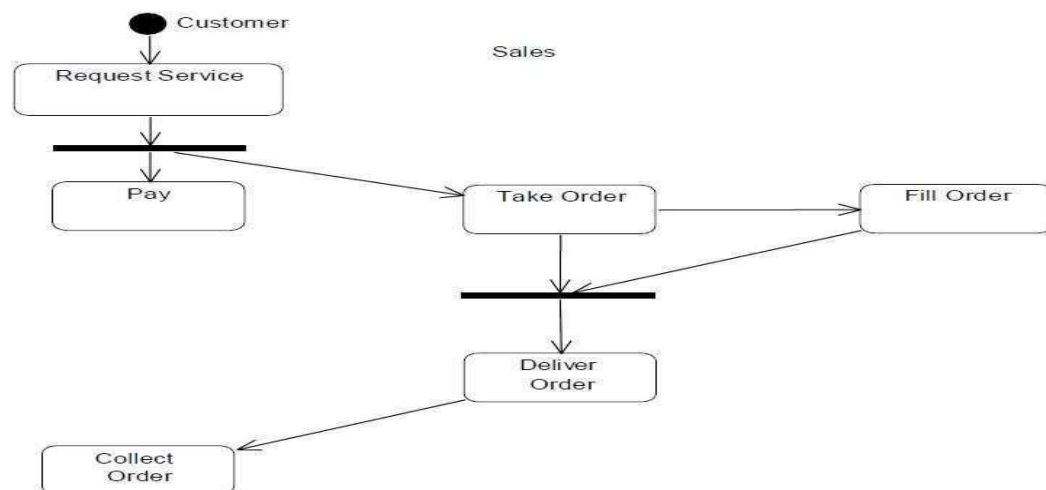 Customer
Sales
Request Service
Pay
Take Order
Fill Order
Deliver
Order
Collect
Order